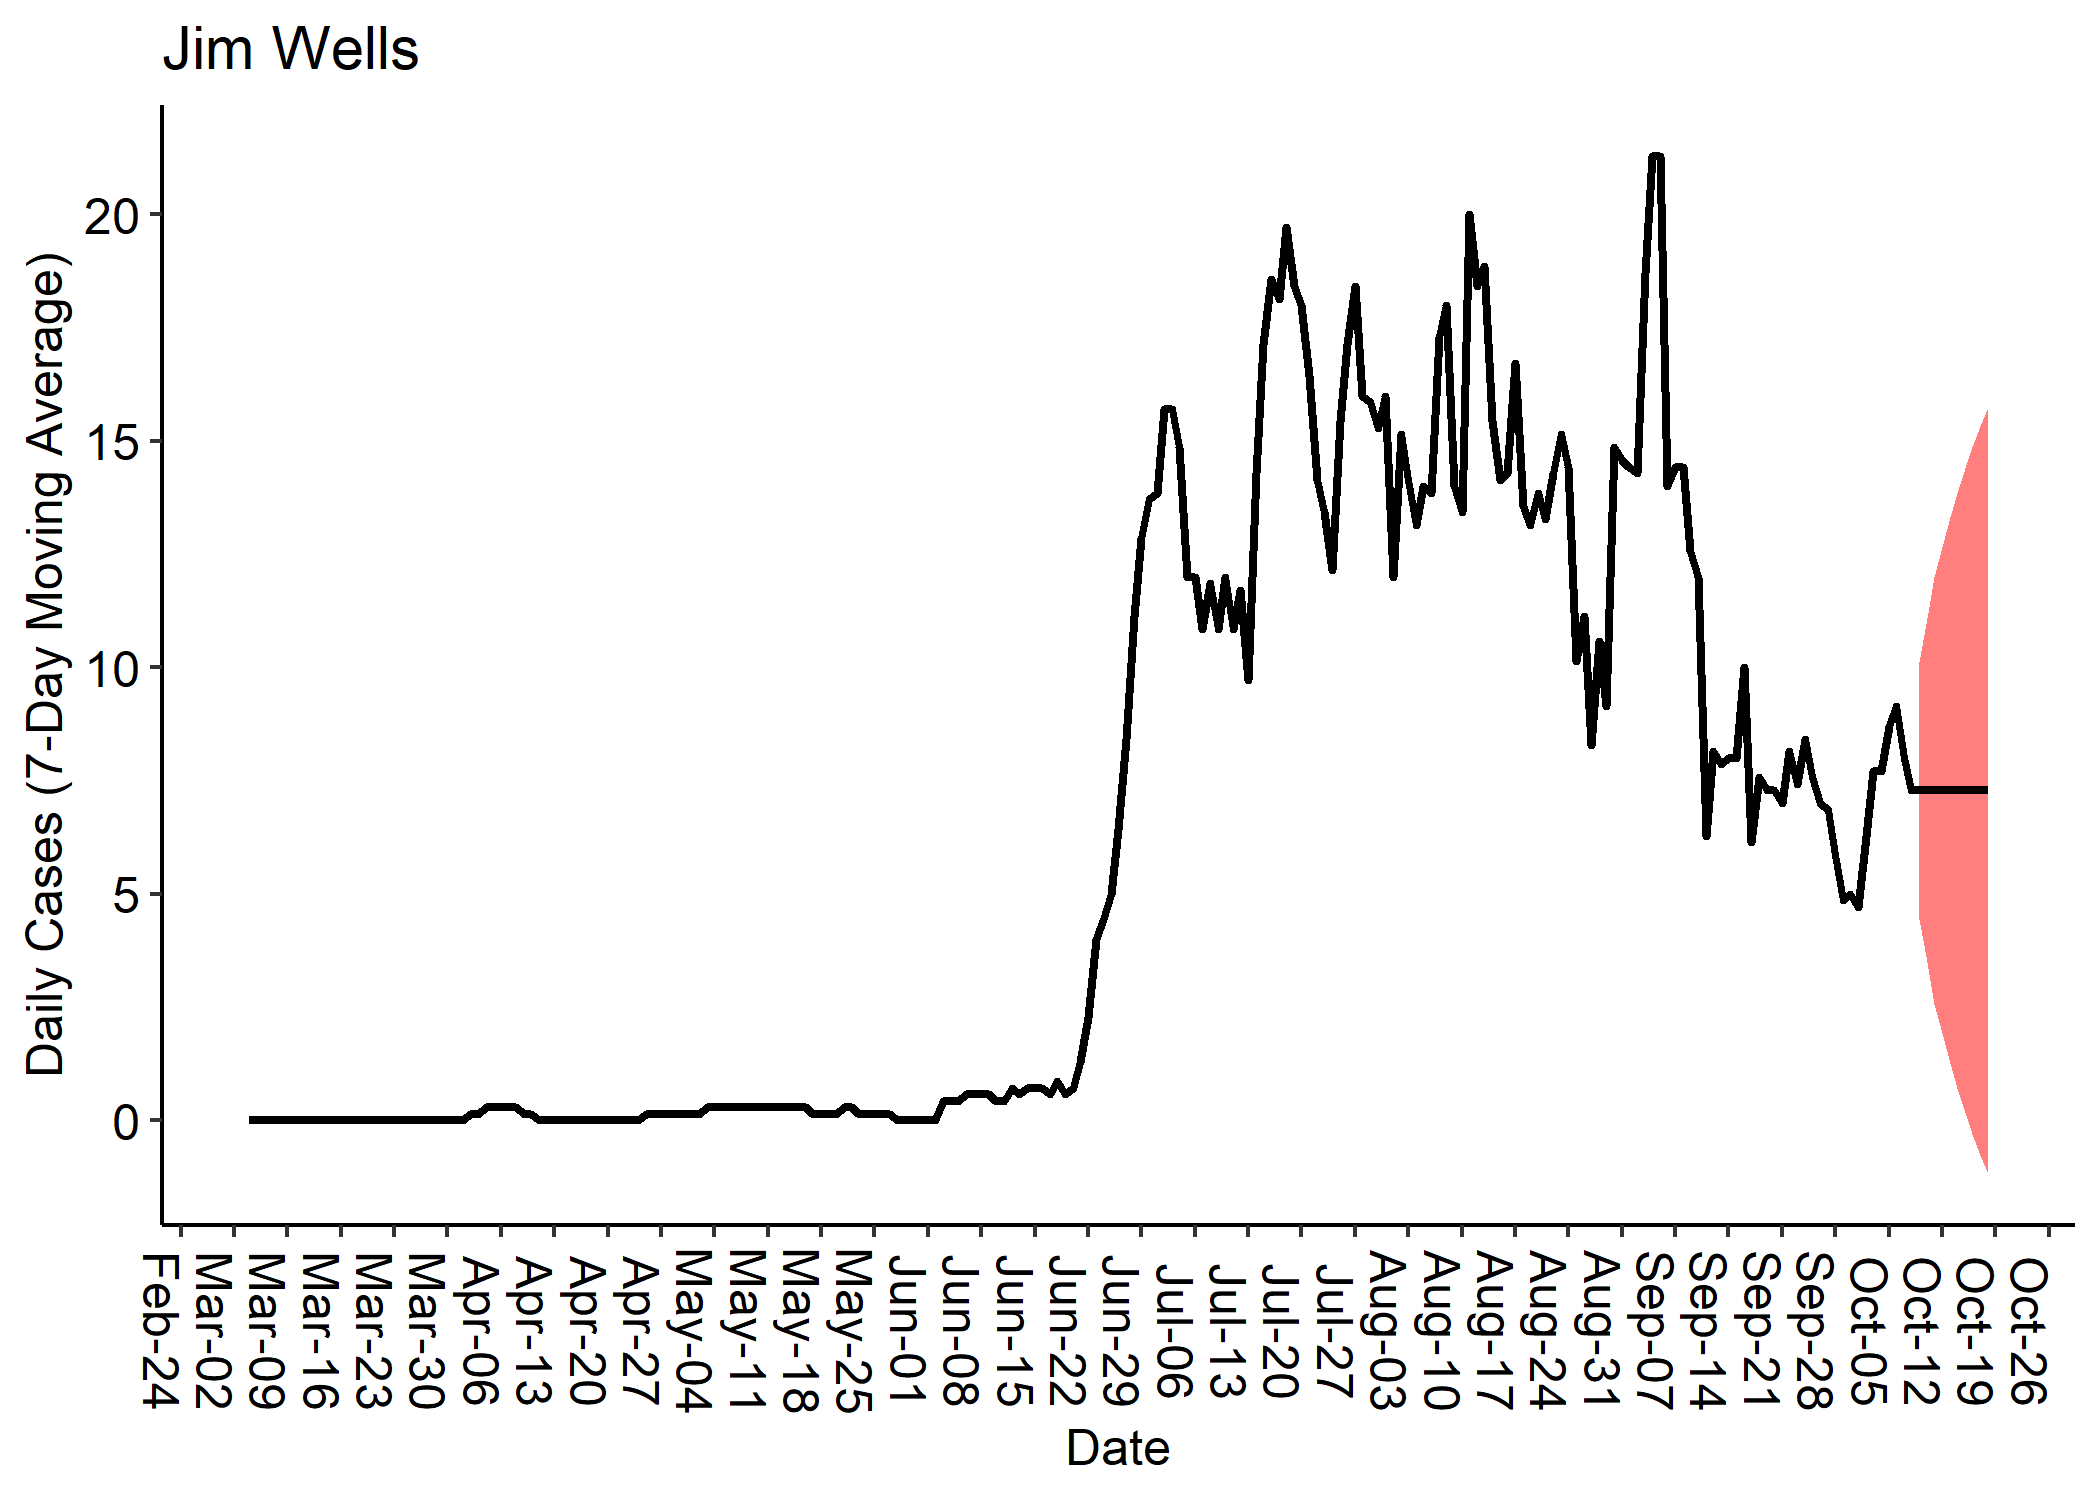 Jim Wells
Daily Cases (7-Day Moving Average)
20
15
10
5
0
Feb-24
Mar-02
Mar-09
Mar-16
Mar-23
Mar-30
Apr-06
Apr-13
Apr-20
Apr-27
May-04
May-11
May-18
May-25
Jun-01
Jun-08
Jun-15
Jun-22
Jun-29
Jul-06
Jul-13
Jul-20
Jul-27
Aug-03
Aug-10
Aug-17
Aug-24
Aug-31
Sep-07
Sep-14
Sep-21
Sep-28
Oct-05
Oct-12
Oct-19
Oct-26
Date